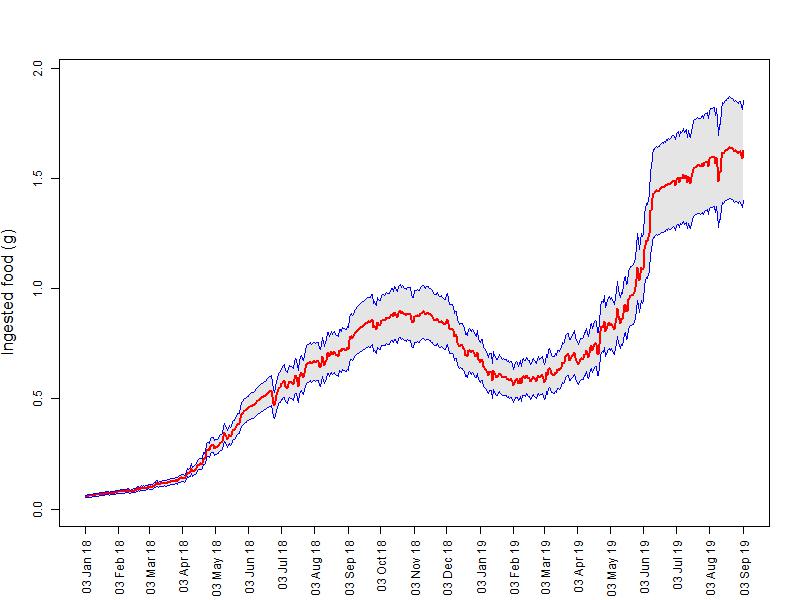 Ingested food (g)
2.0
1.5
1.0
0.5
0.0
03 Jan 18
03 Feb 18
03 Mar 18
03 Apr 18
03 May 18
03 Jun 18
03 Jul 18
03 Aug 18
03 Sep 18
03 Oct 18
03 Nov 18
03 Dec 18
03 Jan 19
03 Feb 19
03 Mar 19
03 Apr 19
03 May 19
03 Jun 19
03 Jul 19
03 Aug 19
03 Sep 19